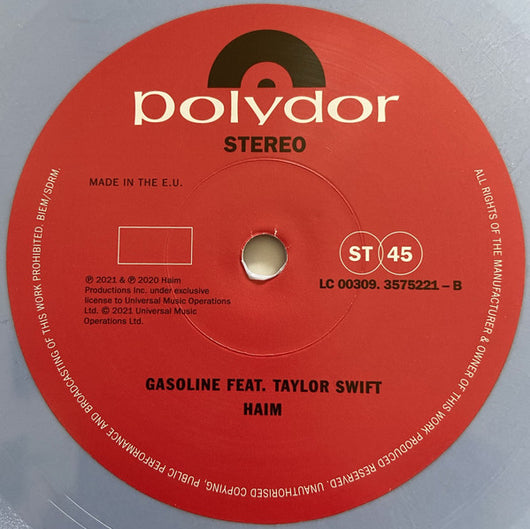 polydor
STEREO
MADE IN THE E.U.
ST 45
LC 00309. 3575221 – B
℗ 2021 & ℗ 2020 Haim
Productions Inc. under exclusive
license to Universal Music Operations
Ltd. © 2021 Universal Music
Operations Ltd.
GASOLINE FEAT. TAYLOR SWIFT
HAIM
ALL RIGHTS OF THE MANUFACTURER & OWNER OF THIS WORK PRODUCED RESERVED. UNAUTHORISED COPYING, PUBLIC PERFORMANCE AND BROADCASTING OF THIS WORK PROHIBITED. BIEM/SDRM.